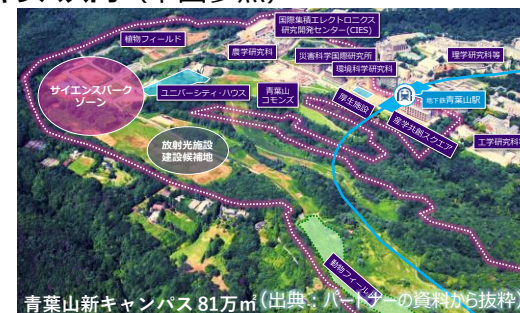 国際集積エレクトロニクス
研究開発センター(CIES)
植物フィールド
農学研究科
災害科学国際研究所
理学研究科等
環境科学研究科
サイエンスパーク
ゾーン
ユニバーシティ・ハウス
青葉山
コモンズ
厚生施設
地下鉄青葉山駅
産学共創スクエア
工学研究科等
放射光施設
建設候補地
動物フィールド
青葉山新キャンパス 81万㎡(出典：パートナーの資料から抜粋)